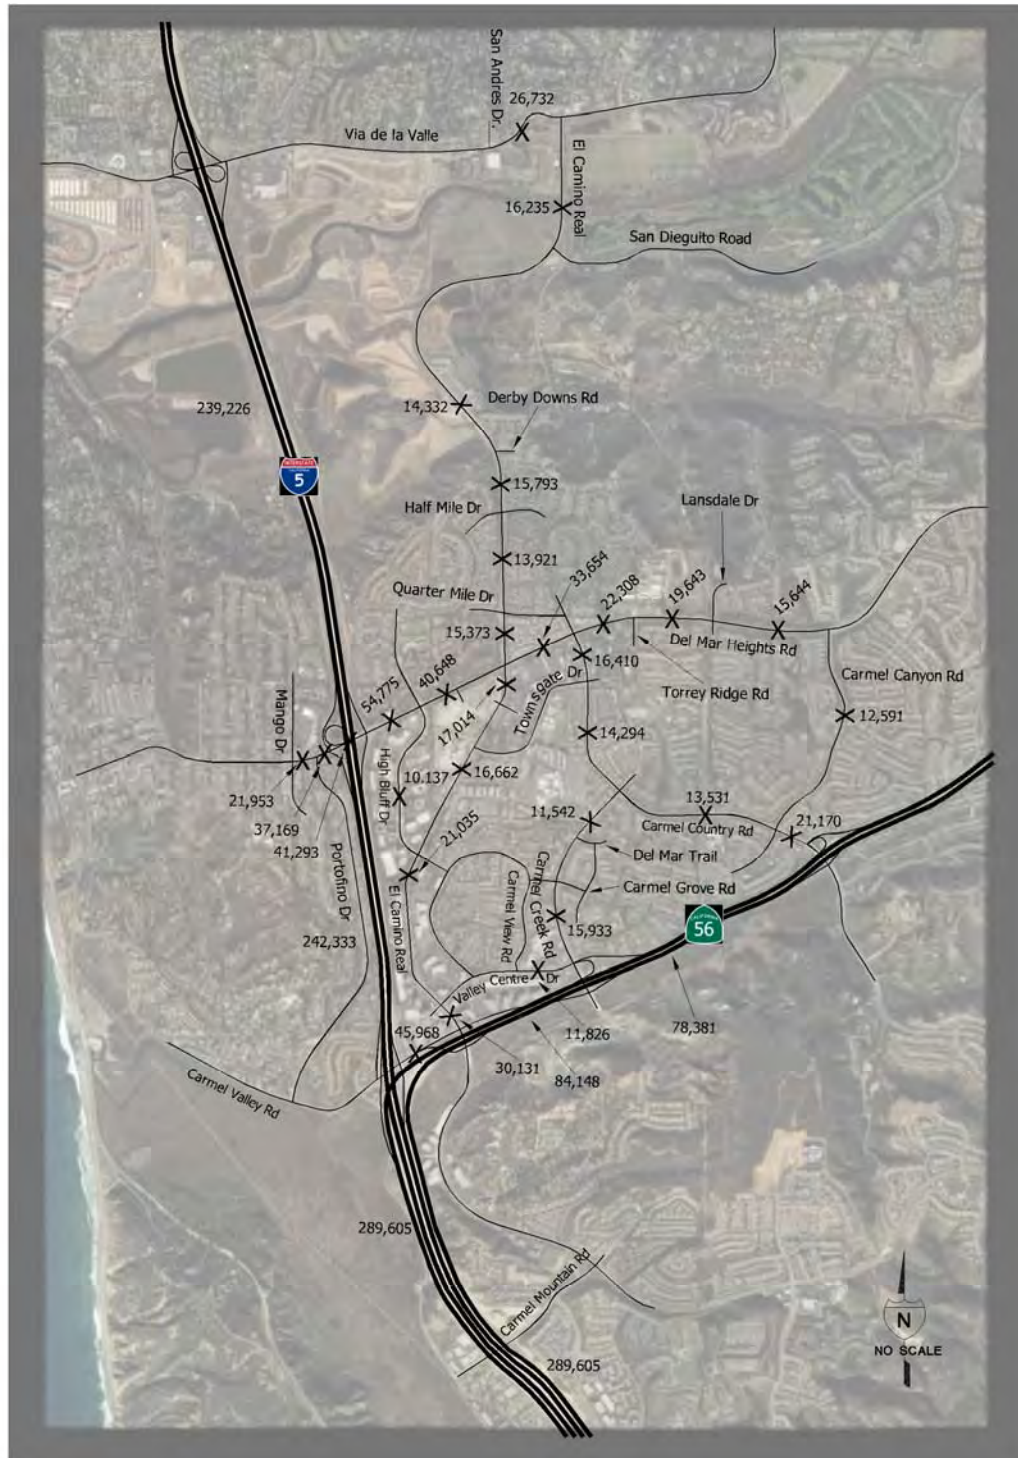 San Andres Dr.
26,732
Via de la Valle
El Camino Real
16,235
San Dieguito Road
239,226
14,332
Derby Downs Rd
INTERSTATE
CALIFORNIA
5
15,793
Lansdale Dr
Half Mile Dr
13,921
33,654
22,308
19,643
15,644
Quarter Mile Dr
15,373
Del Mar Heights Rd
16,410
40,648
54,775
Townsgate Dr
Torrey Ridge Rd
Carmel Canyon Rd
Mango Dr
17,014
12,591
14,294
High Bluff Dr
10.137
16,662
21,953
37,169
41,293
21,035
11,542
13,531
21,170
Carmel Country Rd
Portofino Dr
Del Mar Trail
Carmel Creek Rd
Carmel View Rd
Carmel Grove Rd
El Camino Real
15,933
CALIFORNIA
56
242,333
Valley Centre Dr
11,826
78,381
45,968
30,131
84,148
Carmel Valley Rd
289,605
Carmel Mountain Rd
289,605
N
NO SCALE